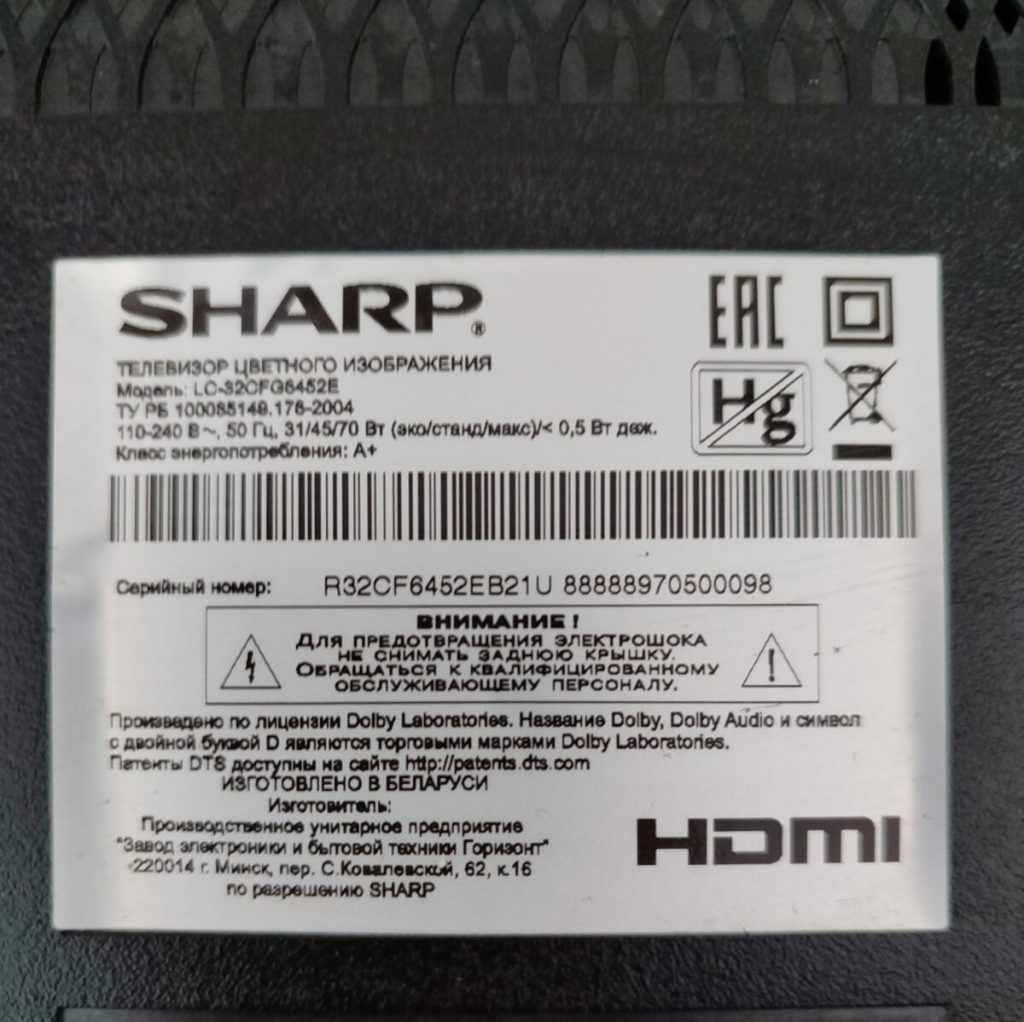 SHARP®
EAC
ТЕЛЕВИЗОР ЦВЕТНОГО ИЗОБРАЖЕНИЯ
Модель: LC-32CFG6452E
ТУ РБ 100085149.176-2004
110-240 В~, 50 Гц, 31/45/70 Вт (эко/станд/макс)/< 0,5 Вт деж.
Класс энергопотребления: А+
Hg
Серийный номер: R32CF6452EB21U 88888970500098
ВНИМАНИЕ !
ДЛЯ ПРЕДОТВРАЩЕНИЯ ЭЛЕКТРОШОКА
НЕ СНИМАТЬ ЗАДНЮЮ КРЫШКУ.
ОБРАЩАТЬСЯ К КВАЛИФИЦИРОВАННОМУ
ОБСЛУЖИВАЮЩЕМУ ПЕРСОНАЛУ.
Произведено по лицензии Dolby Laboratories. Название Dolby, Dolby Audio и символ
с двойной буквой D являются торговыми марками Dolby Laboratories.
Патенты DTS доступны на сайте http://patents.dts.com
ИЗГОТОВЛЕНО В БЕЛАРУСИ
Изготовитель:
Производственное унитарное предприятие
"Завод электроники и бытовой техники Горизонт"
220014 г. Минск, пер. С.Ковалевской, 62, к.16
по разрешению SHARP
HDMI